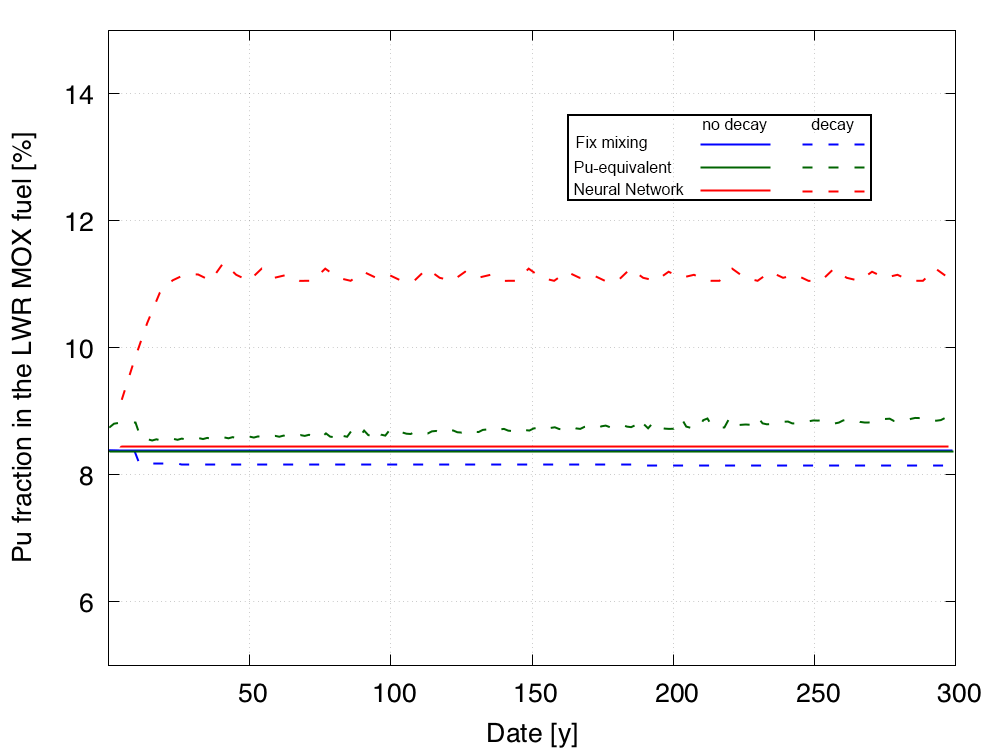 14
12
10
8
6
Pu fraction in the LWR MOX fuel [%]
no decay decay
Fix mixing
Pu-equivalent
Neural Network
50 100 150 200 250 300
Date [y]